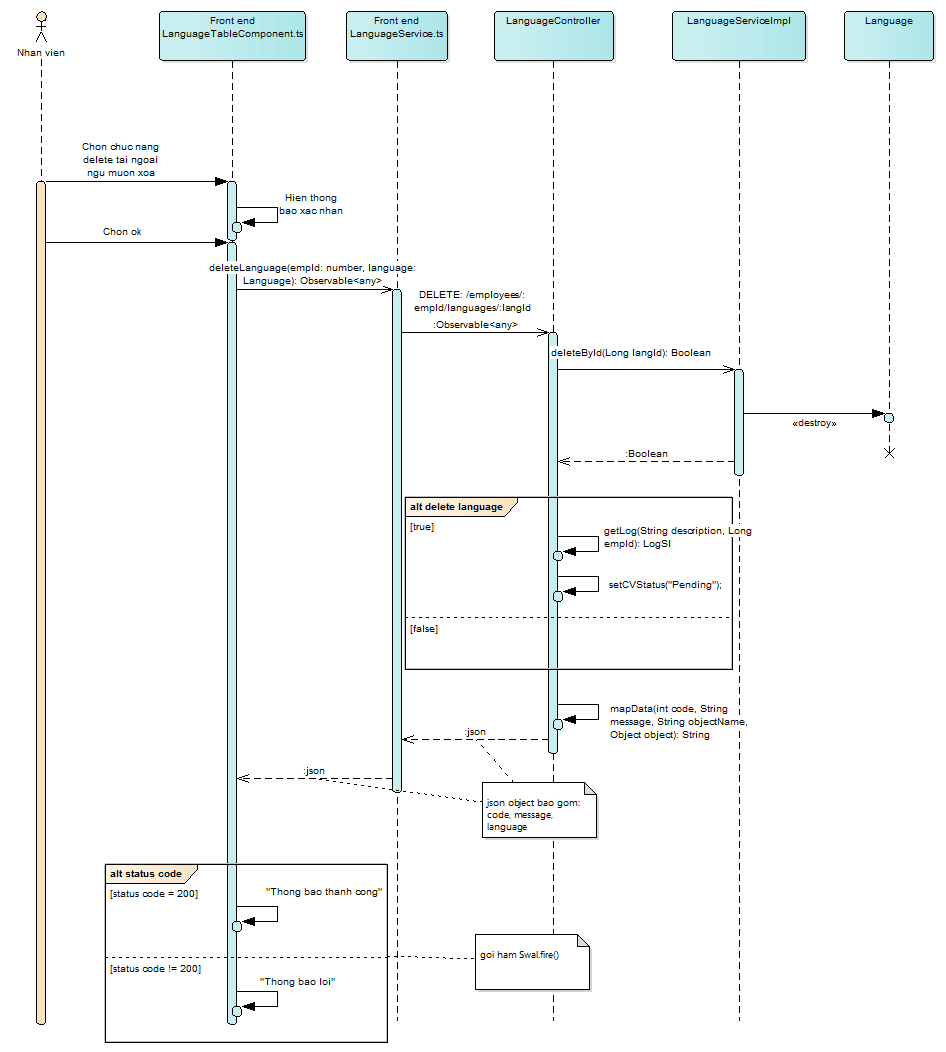 Nhan vien
Front end
LanguageTableComponent.ts
Front end
LanguageService.ts
LanguageController
LanguageServiceImpl
Language
Chon chuc nang
delete tai ngoai
ngu muon xoa
Hien thong
bao xac nhan
Chon ok
deleteLanguage(empId: number, language:
Language): Observable<any>
DELETE: /employees/:
empId/languages/:langId
:Observable<any>
deleteById(Long langId): Boolean
«destroy»
:Boolean
alt delete language
[true]
getLog(String description, Long
empId): LogSI
setCVStatus("Pending");
[false]
mapData(int code, String
message, String objectName,
Object object): String
:json
:json
json object bao gom:
code, message,
language
alt status code
[status code = 200]
"Thong bao thanh cong"
goi ham Swal.fire()
[status code != 200]
"Thong bao loi"